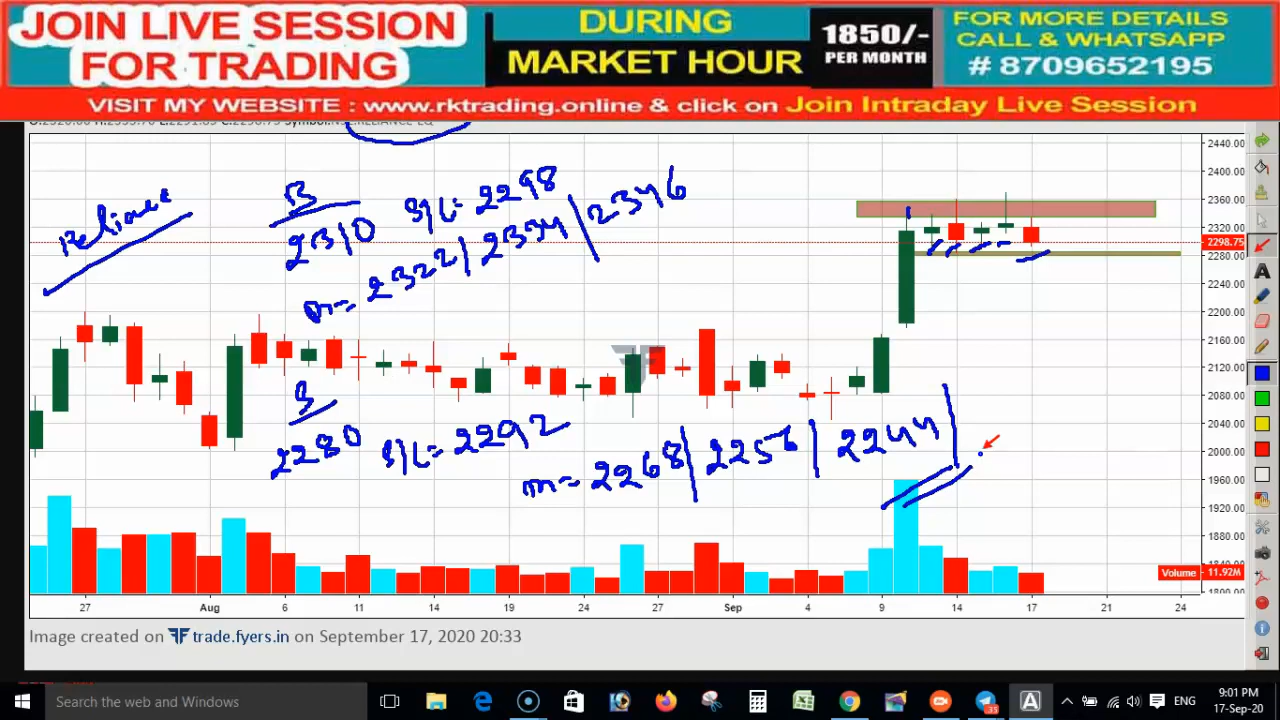 JOIN LIVE SESSION
FOR TRADING
DURING
MARKET HOUR
1850/-
PER MONTH
FOR MORE DETAILS
CALL & WHATSAPP
# 8709652195
VISIT MY WEBSITE : www.rktrading.online & click on Join Intraday Live Session
Reliance
B
2310 S/L= 2298
m= 2322/2334/2346
S
2280 S/L= 2292
m= 2268/2256/2244
2440.00
2400.00
2360.00
2320.00
2298.75
2280.00
2240.00
2200.00
2160.00
2120.00
2080.00
2040.00
2000.00
1960.00
1920.00
1880.00
Volume 11.92M
27 Aug 6 11 14 19 24 27 Sep 4 9 14 17 21 24
Image created on trade.fyers.in on September 17, 2020 20:33
Search the web and Windows
ENG
9:01 PM
17-Sep-20